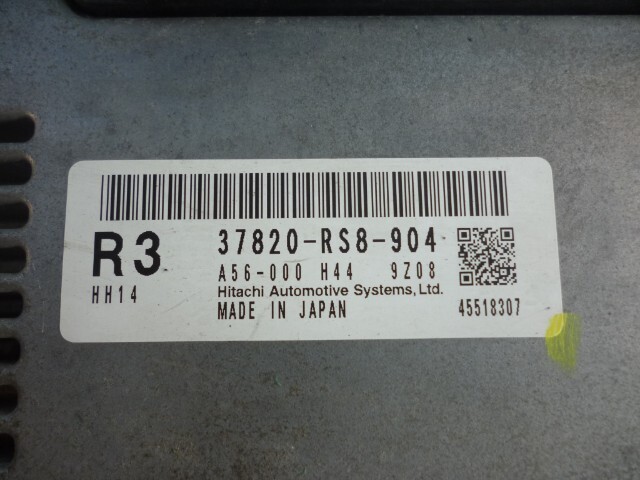 R3
37820-RS8-904
A56-000 H44 9Z08
HH14
Hitachi Automotive Systems, Ltd.
MADE IN JAPAN
45518307